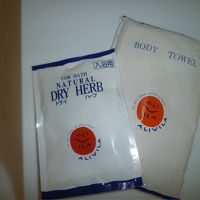 入浴用
FOR BATH
NATURAL
DRY HERB
ドライ ハーブ
ALIVILA
BODY TOWEL
ALIVILA